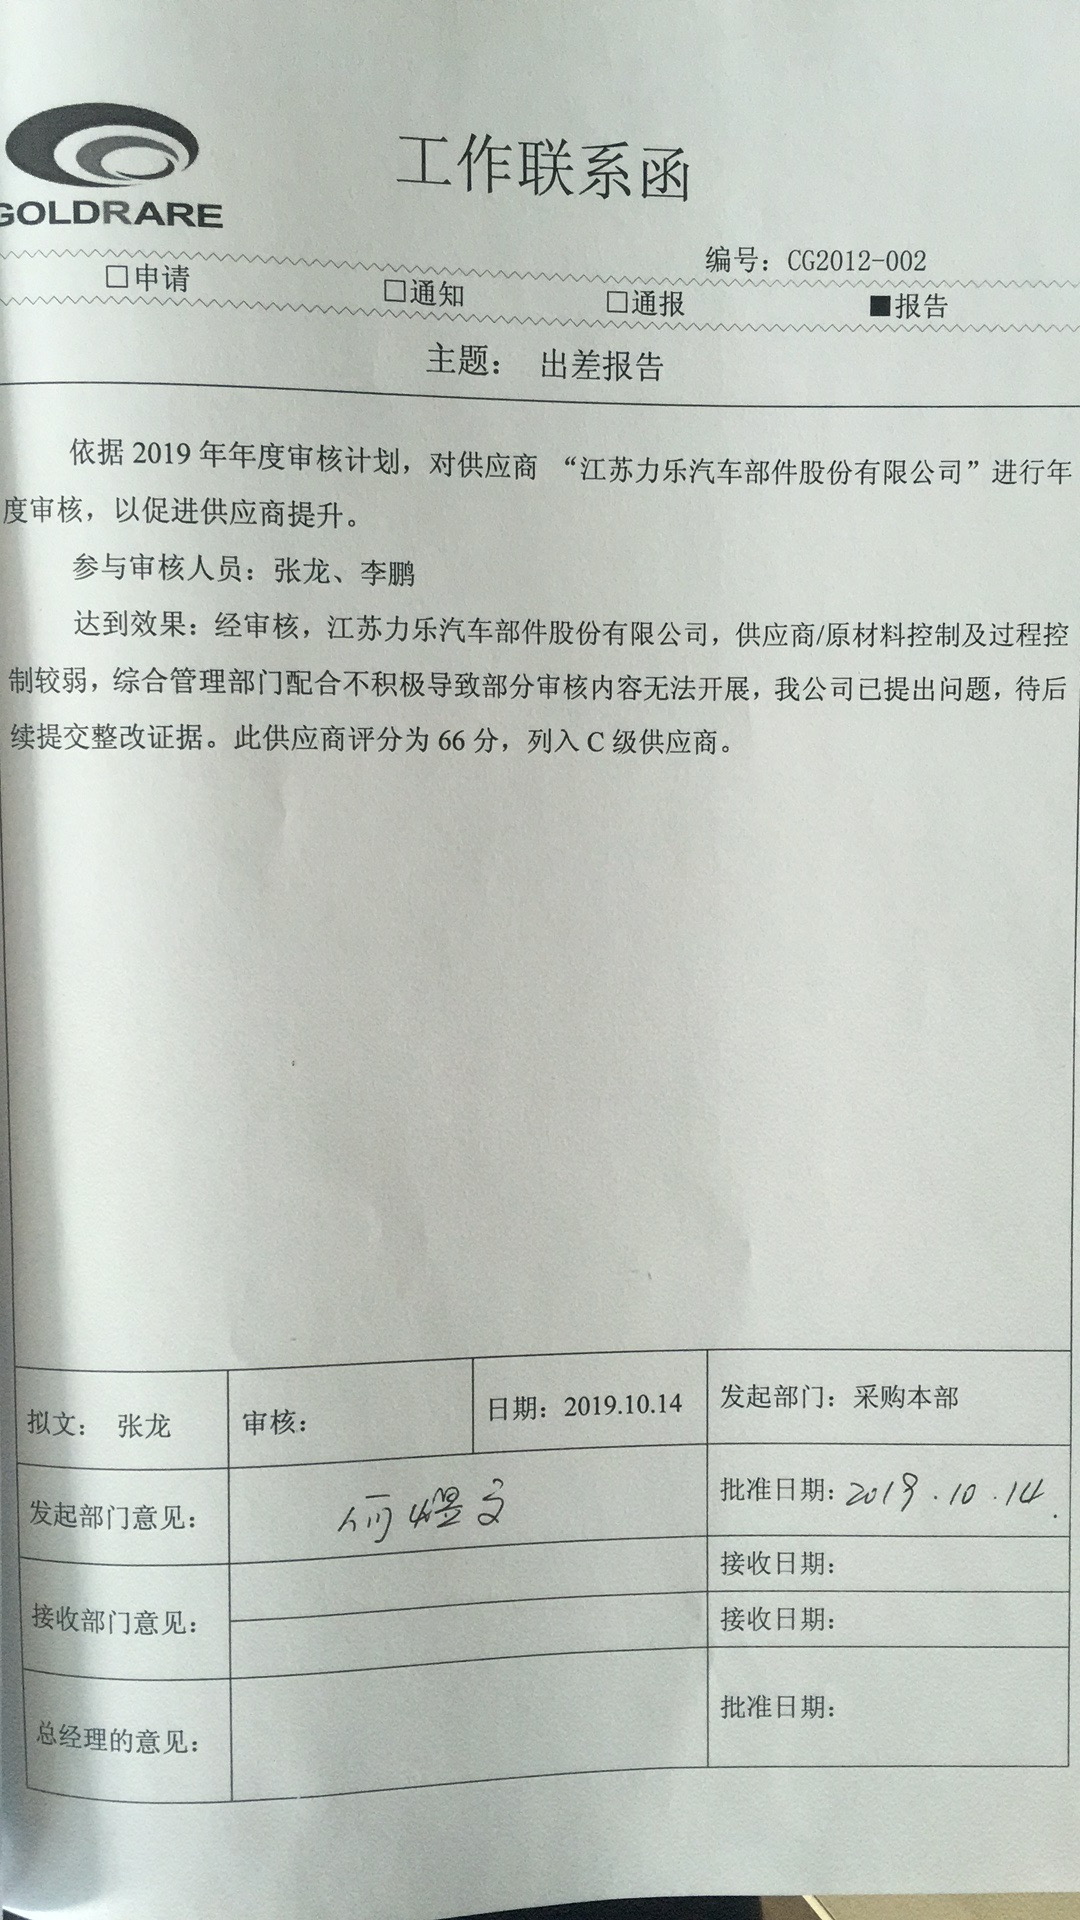 工作联系函
GOLDRARE
编号：CG2012-002
□申请 □通知 □通报 ■报告
主题： 出差报告
依据 2019 年年度审核计划，对供应商 “江苏力乐汽车部件股份有限公司”进行年
度审核，以促进供应商提升。
参与审核人员：张龙、李鹏
达到效果：经审核，江苏力乐汽车部件股份有限公司，供应商/原材料控制及过程控
制较弱，综合管理部门配合不积极导致部分审核内容无法开展，我公司已提出问题，待后
续提交整改证据。此供应商评分为 66 分，列入 C 级供应商。
拟文： 张龙 审核： 日期：2019.10.14 发起部门：采购本部
发起部门意见： 何煜文 批准日期：2019.10.14.
接收部门意见： 接收日期：
接收日期：
总经理的意见： 批准日期：